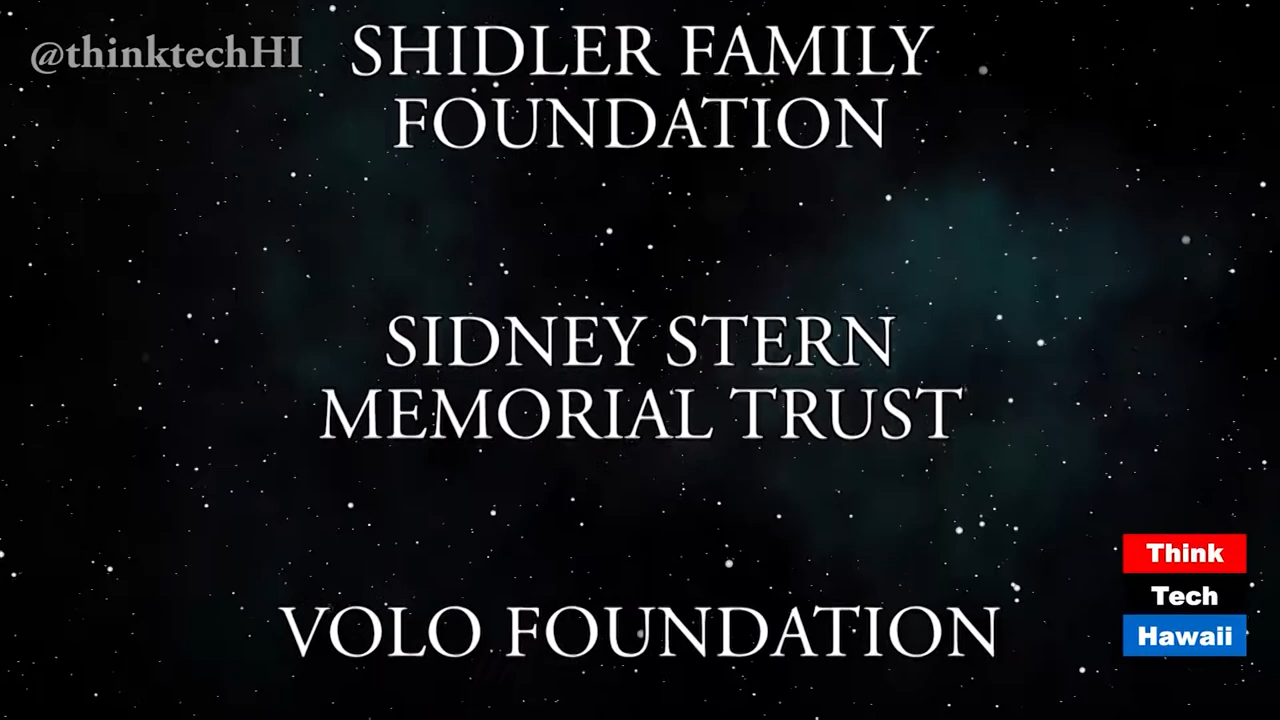 @thinktechHI
SHIDLER FAMILY
FOUNDATION
SIDNEY STERN
MEMORIAL TRUST
VOLO FOUNDATION
Think
Tech
Hawaii